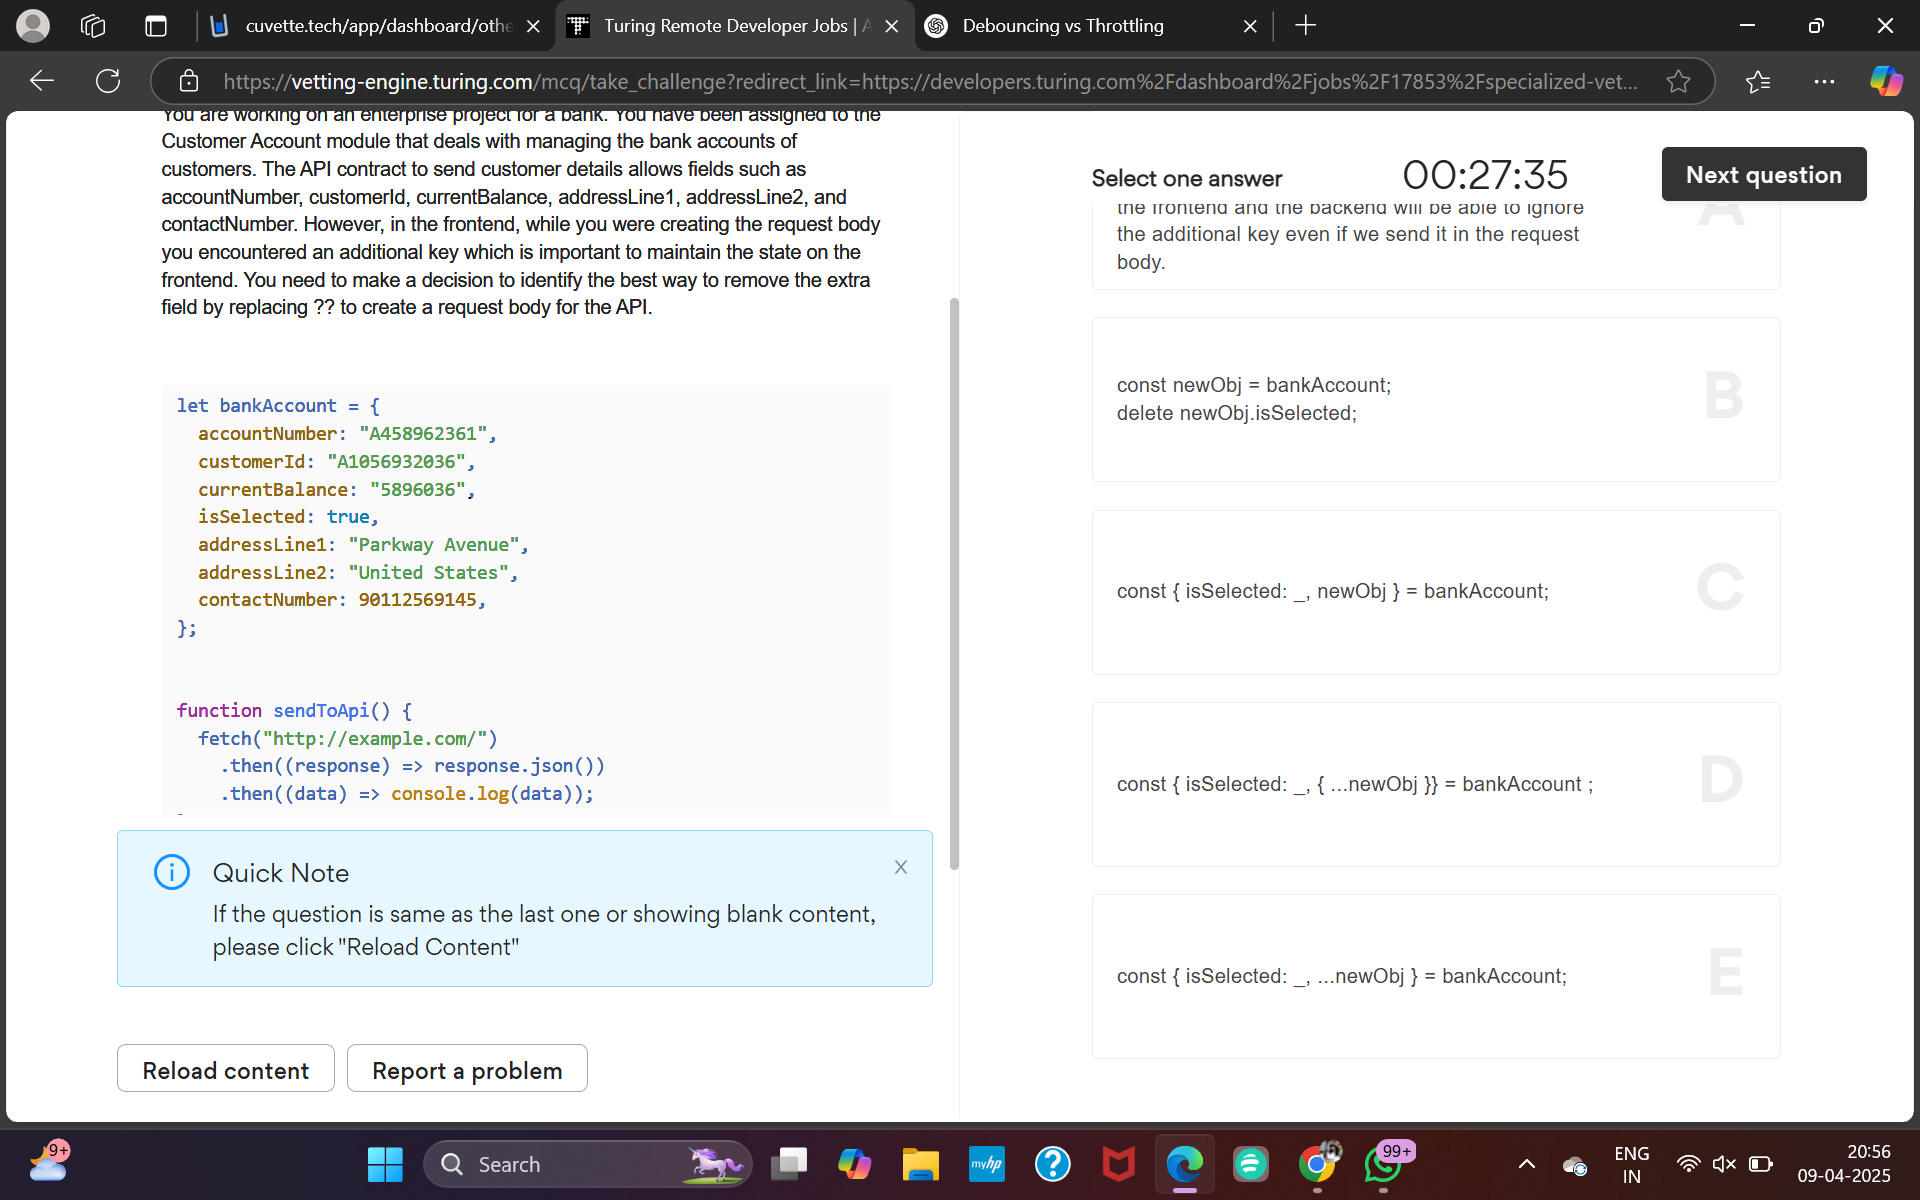 cuvette.tech/app/dashboard/othe
Turing Remote Developer Jobs | A
Debouncing vs Throttling
https://vetting-engine.turing.com/mcq/take_challenge?redirect_link=https://developers.turing.com%2Fdashboard%2Fjobs%2F17853%2Fspecialized-vet...
You are working on an enterprise project for a bank. You have been assigned to the
Customer Account module that deals with managing the bank accounts of
customers. The API contract to send customer details allows fields such as
accountNumber, customerId, currentBalance, addressLine1, addressLine2, and
contactNumber. However, in the frontend, while you were creating the request body
you encountered an additional key which is important to maintain the state on the
frontend. You need to make a decision to identify the best way to remove the extra
field by replacing ?? to create a request body for the API.
let bankAccount = {
accountNumber: "A458962361",
customerId: "A1056932036",
currentBalance: "5896036",
isSelected: true,
addressLine1: "Parkway Avenue",
addressLine2: "United States",
contactNumber: 90112569145,
};
function sendToApi() {
fetch("http://example.com/")
.then((response) => response.json())
.then((data) => console.log(data));
Quick Note
X
If the question is same as the last one or showing blank content,
please click "Reload Content"
Reload content
Report a problem
Select one answer
00:27:35
Next question
the frontend and the backend will be able to ignore
the additional key even if we send it in the request
body.
A
const newObj = bankAccount;
delete newObj.isSelected;
B
const { isSelected: _, newObj } = bankAccount;
C
const { isSelected: _, { ...newObj }} = bankAccount ;
D
const { isSelected: _, ...newObj } = bankAccount;
E
9+
Search
myhp
99+
ENG
IN
20:56
09-04-2025